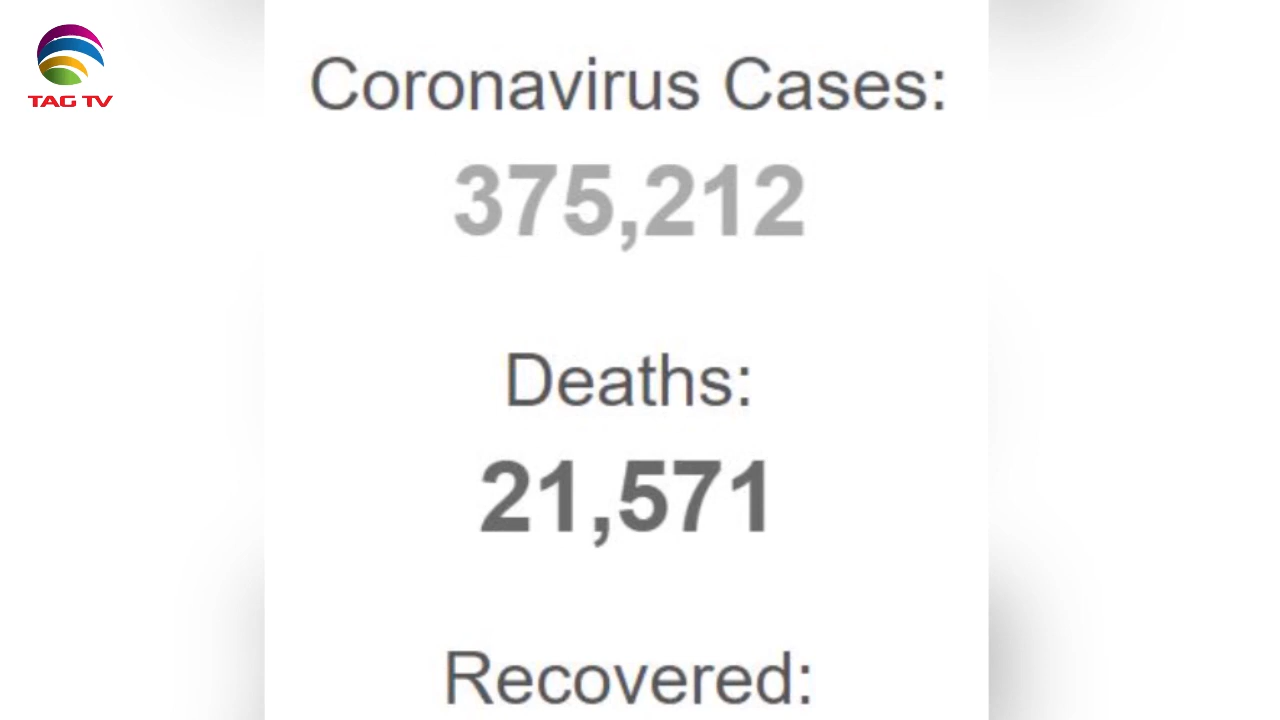 TAG TV
Coronavirus Cases:
375,212
Deaths:
21,571
Recovered: